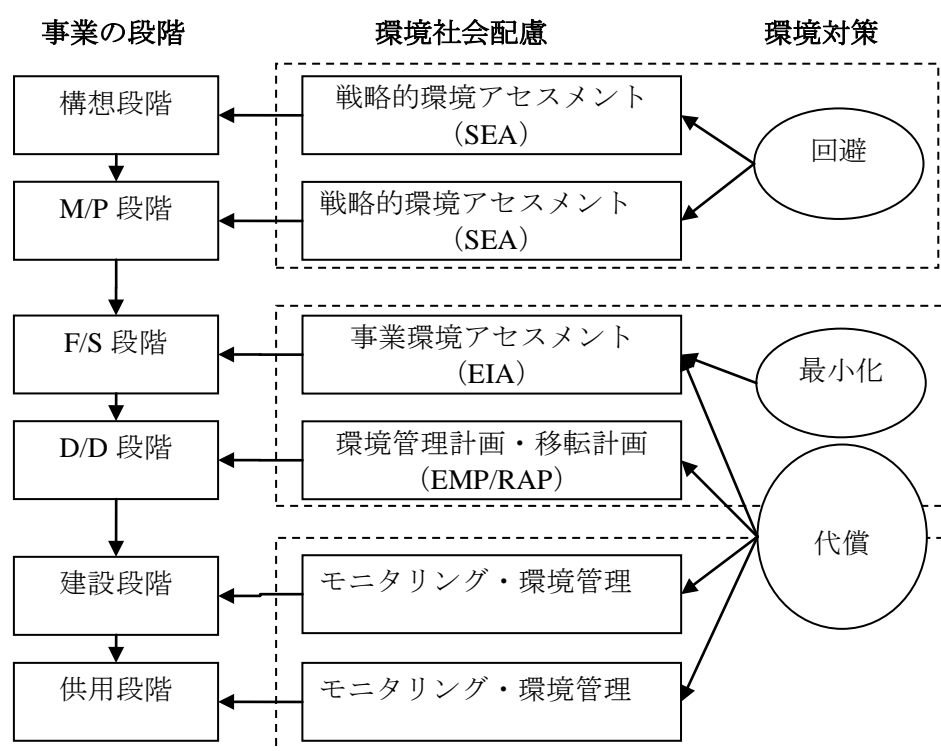 事業の段階 環境社会配慮 環境対策
構想段階
戦略的環境アセスメント
（SEA）
回避
M/P 段階
戦略的環境アセスメント
（SEA）
F/S 段階
事業環境アセスメント
（EIA）
最小化
D/D 段階
環境管理計画・移転計画
（EMP/RAP）
代償
建設段階
モニタリング・環境管理
供用段階
モニタリング・環境管理